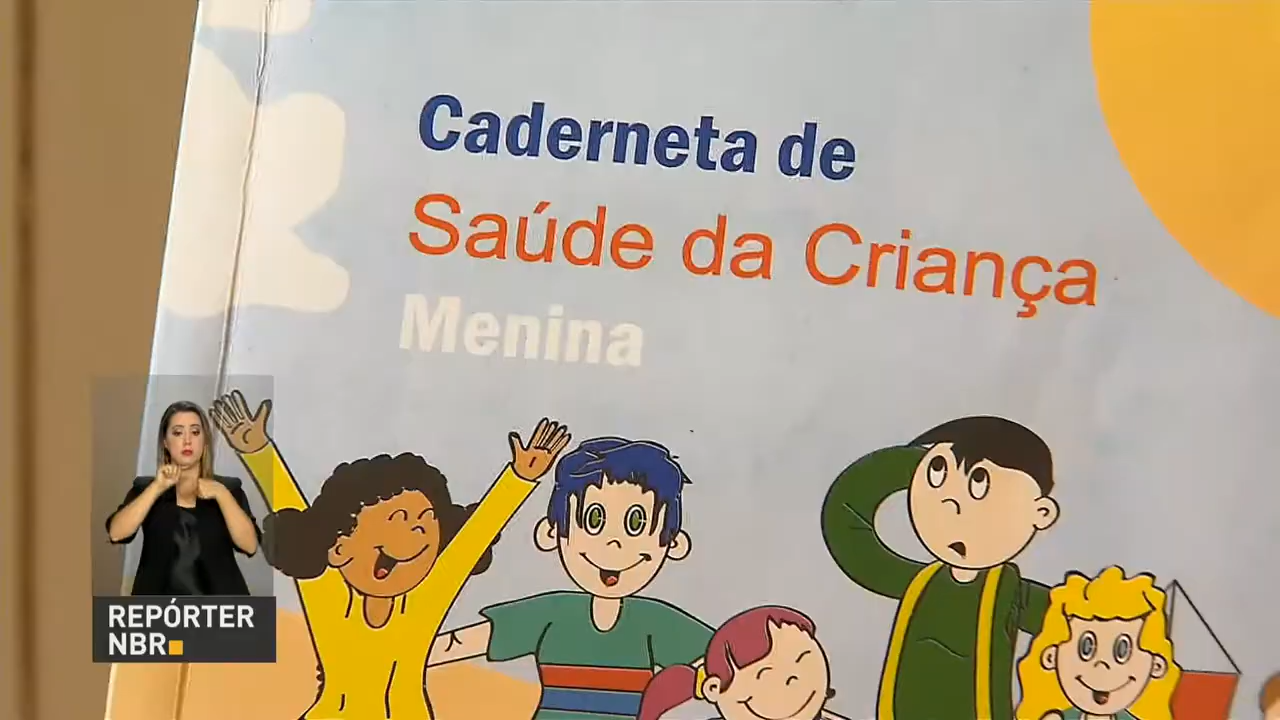 Caderneta de
Saúde da Criança
Menina
REPÓRTER
NBR